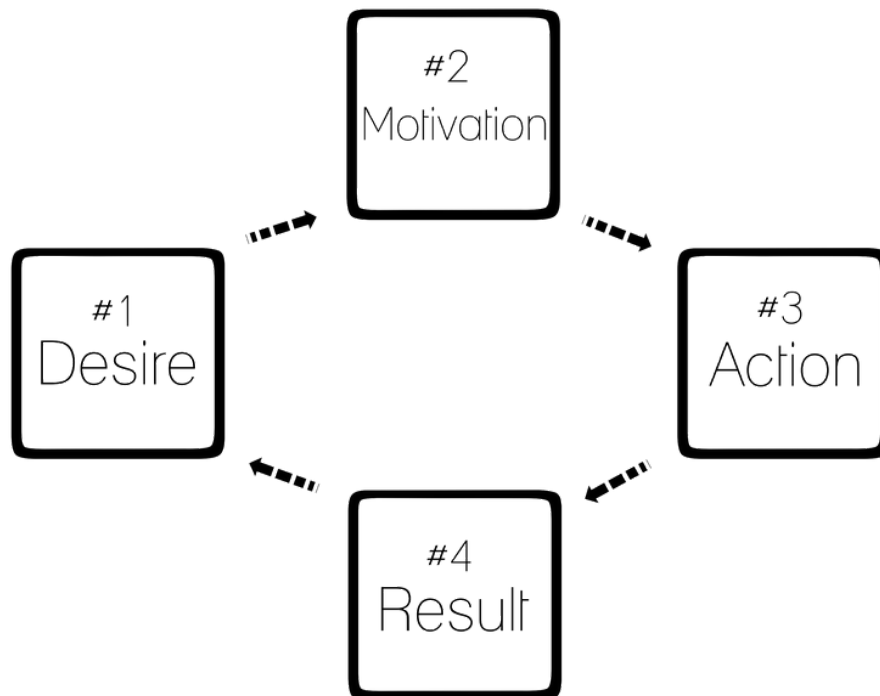 #1
Desire
#2
Motivation
#3
Action
#4
Result